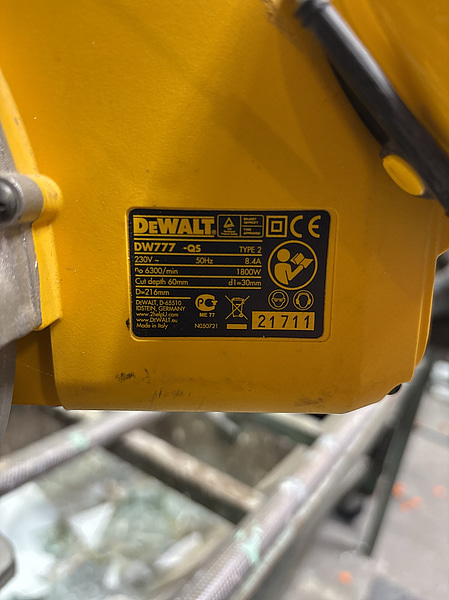 DEWALT®
DW777 -QS TYPE 2
230V ~ 50Hz 8.4A
n₀ 6300/min 1800W
Cut depth 60mm d1=30mm
D=216mm
DeWALT, D-65510
IDSTEIN, GERMANY
www.2helpU.com
www.DeWALT.eu
Made in Italy
ME 77
N050721
21711
CE